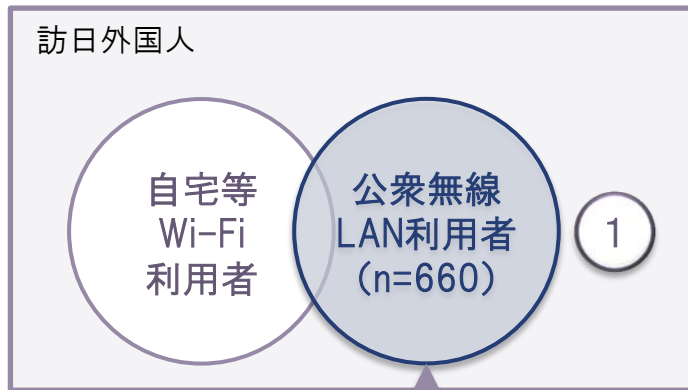 訪日外国人
自宅等
Wi-Fi
利用者
公衆無線
LAN利用者
(n=660)
1